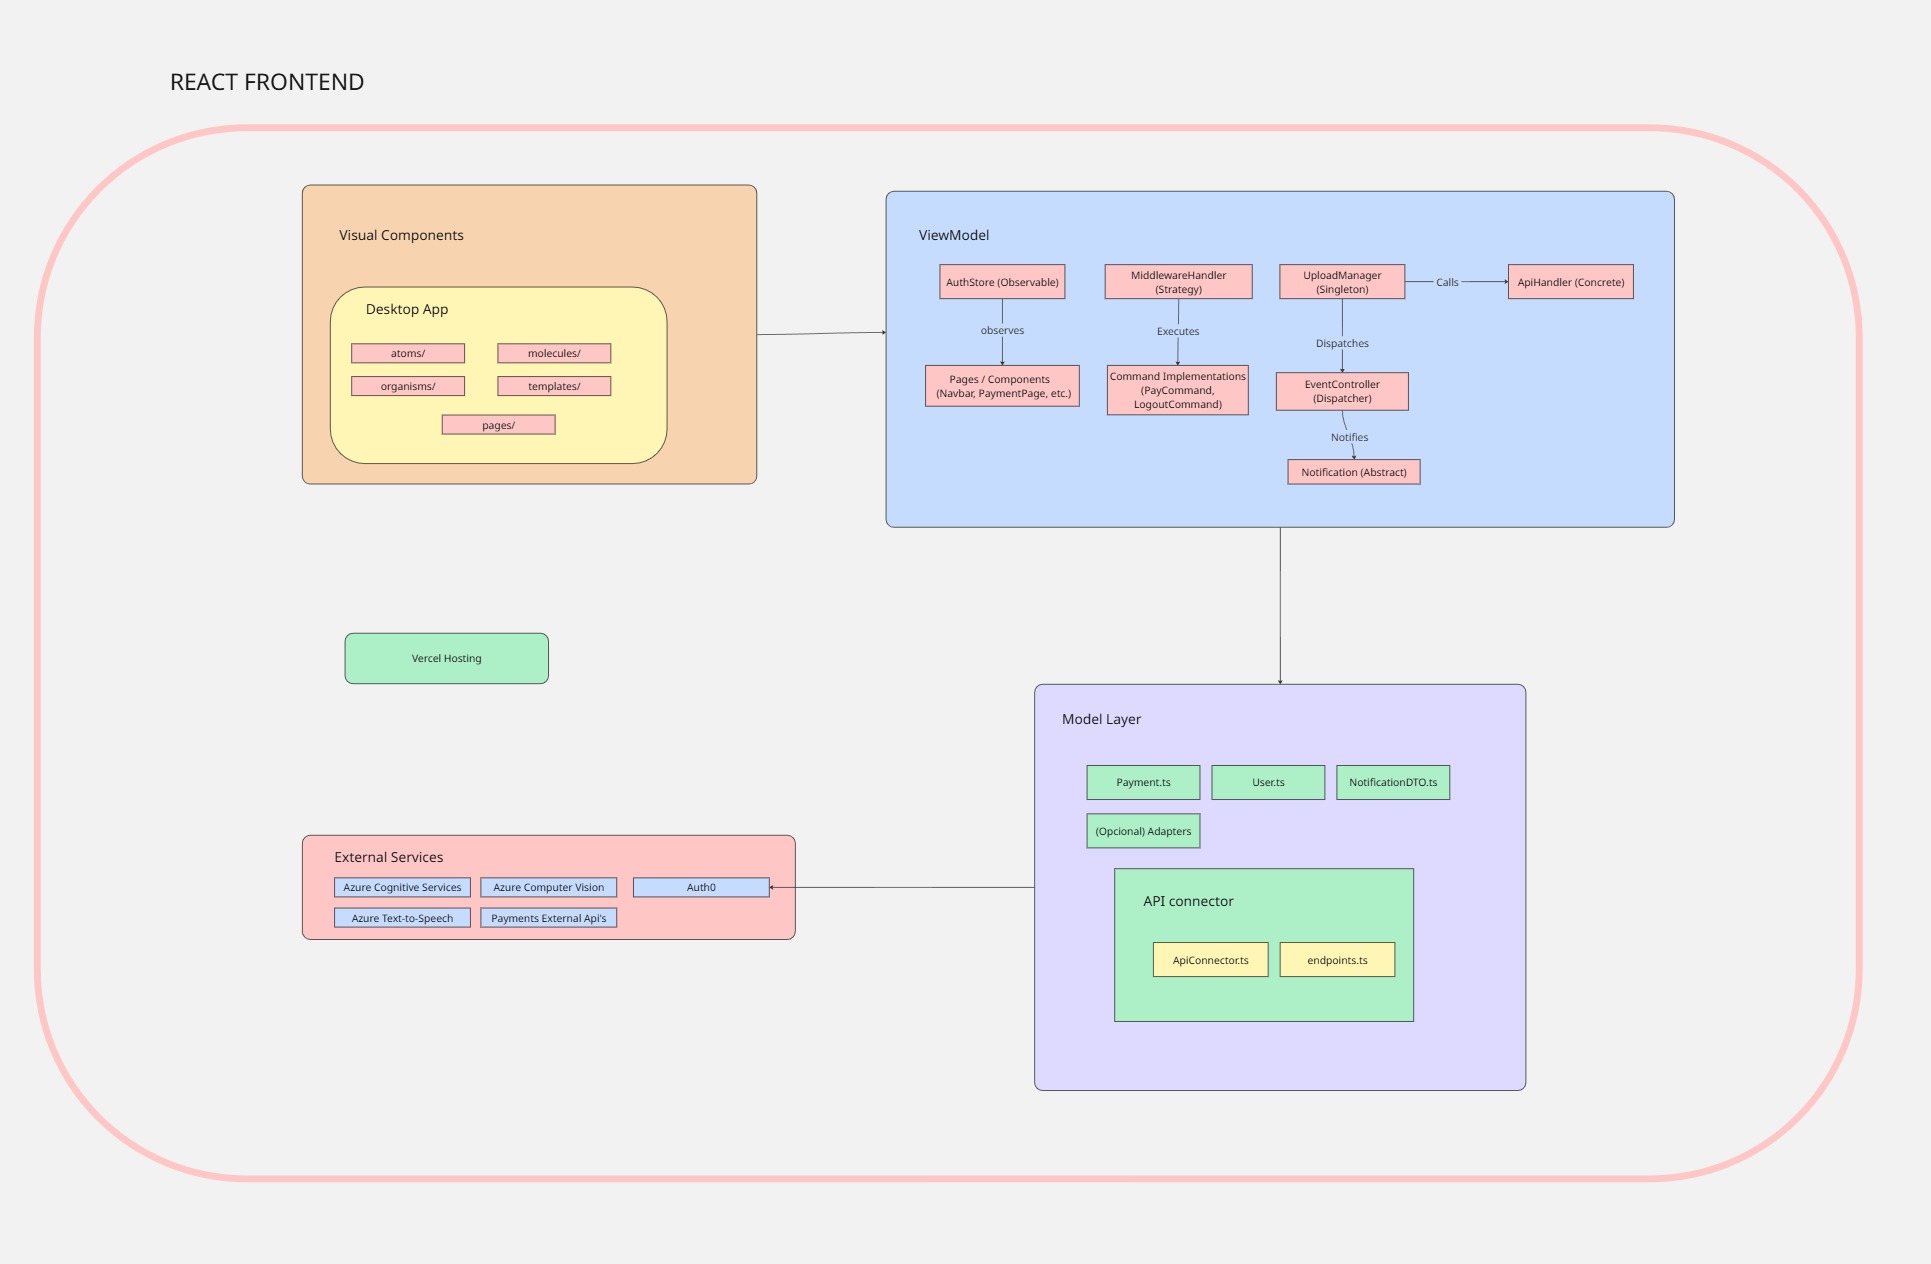 REACT FRONTEND
Visual Components
Desktop App
atoms/
molecules/
organisms/
templates/
pages/
ViewModel
AuthStore (Observable)
observes
Pages / Components
(Navbar, PaymentPage, etc.)
MiddlewareHandler
(Strategy)
Executes
Command Implementations
(PayCommand,
LogoutCommand)
UploadManager
(Singleton)
Calls
ApiHandler (Concrete)
Dispatches
EventController
(Dispatcher)
Notifies
Notification (Abstract)
Vercel Hosting
Model Layer
Payment.ts
User.ts
NotificationDTO.ts
(Opcional) Adapters
API connector
ApiConnector.ts
endpoints.ts
External Services
Azure Cognitive Services
Azure Computer Vision
Auth0
Azure Text-to-Speech
Payments External Api's